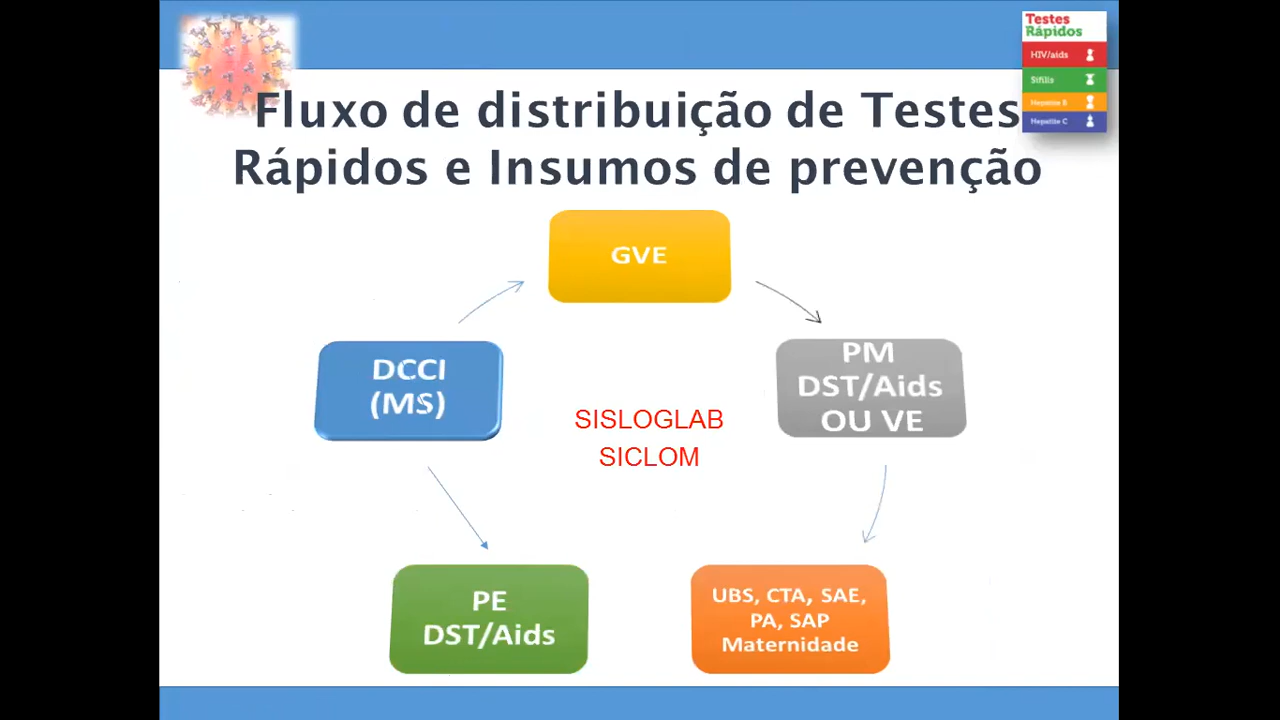 Testes
Rápidos
HIV/aids
Sífilis
Hepatite B
Hepatite C
Fluxo de distribuição de Testes
Rápidos e Insumos de prevenção
GVE
DCCI
(MS)
PM
DST/Aids
OU VE
SISLOGLAB
SICLOM
PE
DST/Aids
UBS, CTA, SAE,
PA, SAP
Maternidade